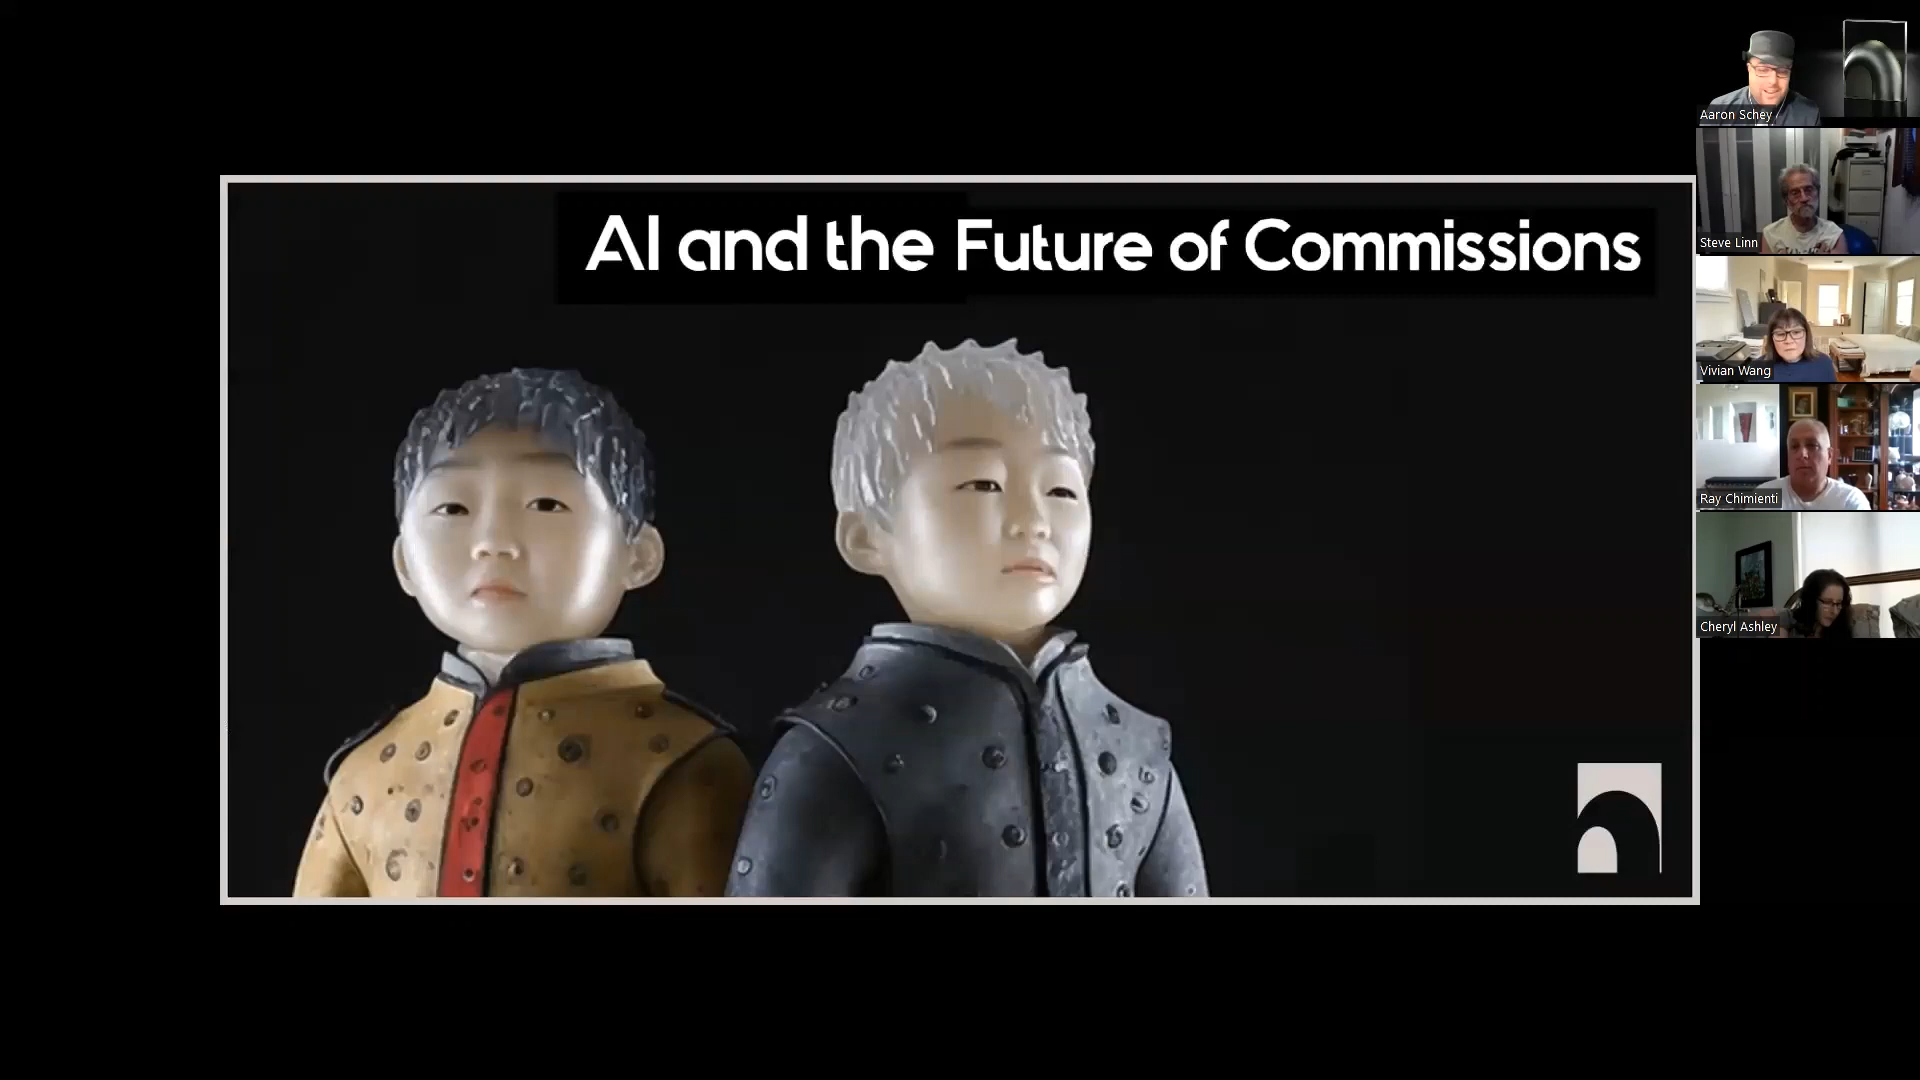 AI and the Future of Commissions
Aaron Schey
Steve Linn
Vivian Wang
Ray Chimienti
Cheryl Ashley